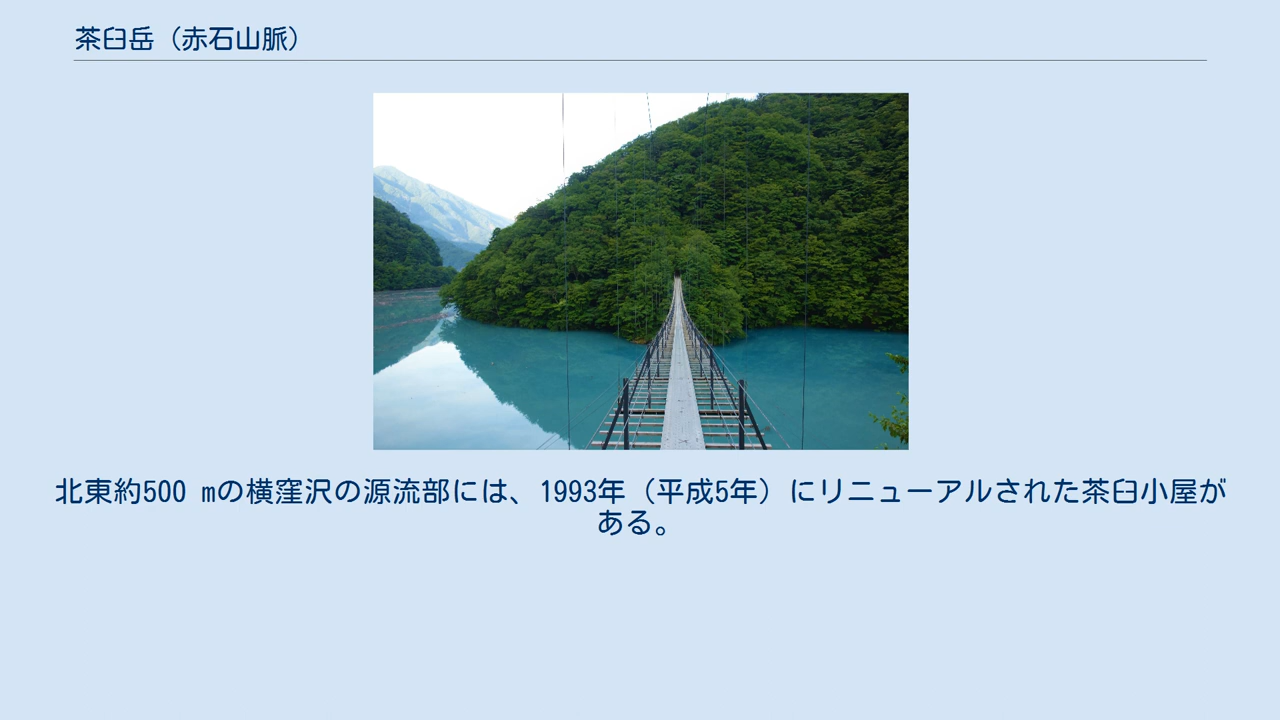 茶臼岳（赤石山脈）
北東約500 mの横窪沢の源流部には、1993年（平成5年）にリニューアルされた茶臼小屋が
ある。